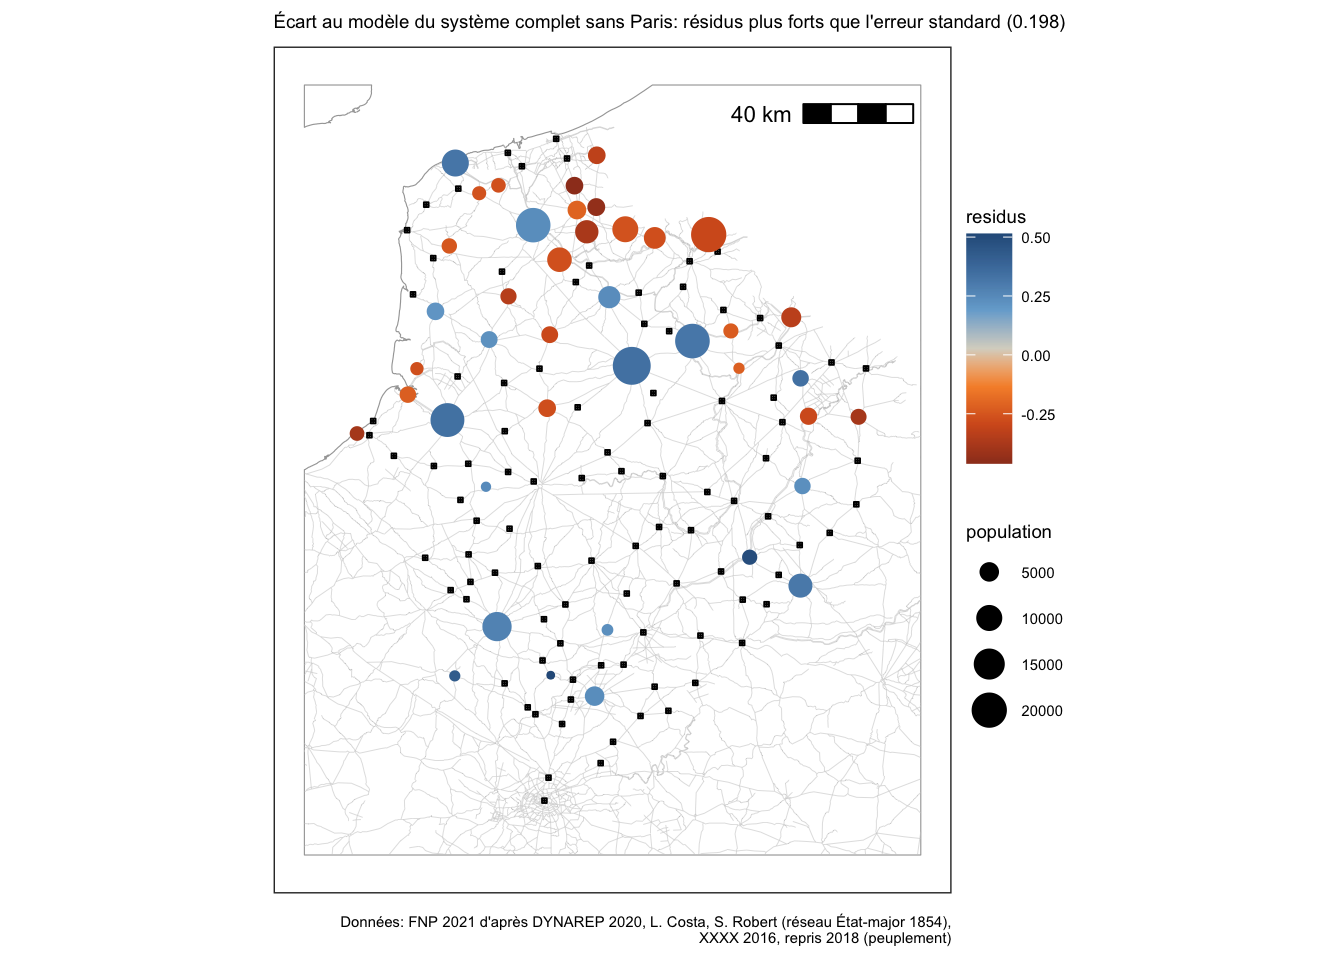 Écart au modèle du système complet sans Paris: résidus plus forts que l'erreur standard (0.198)
40 km
residus
0.50
0.25
0.00
-0.25
population
5000
10000
15000
20000
Données: FNP 2021 d'après DYNAREP 2020, L. Costa, S. Robert (réseau État-major 1854),
XXXX 2016, repris 2018 (peuplement)